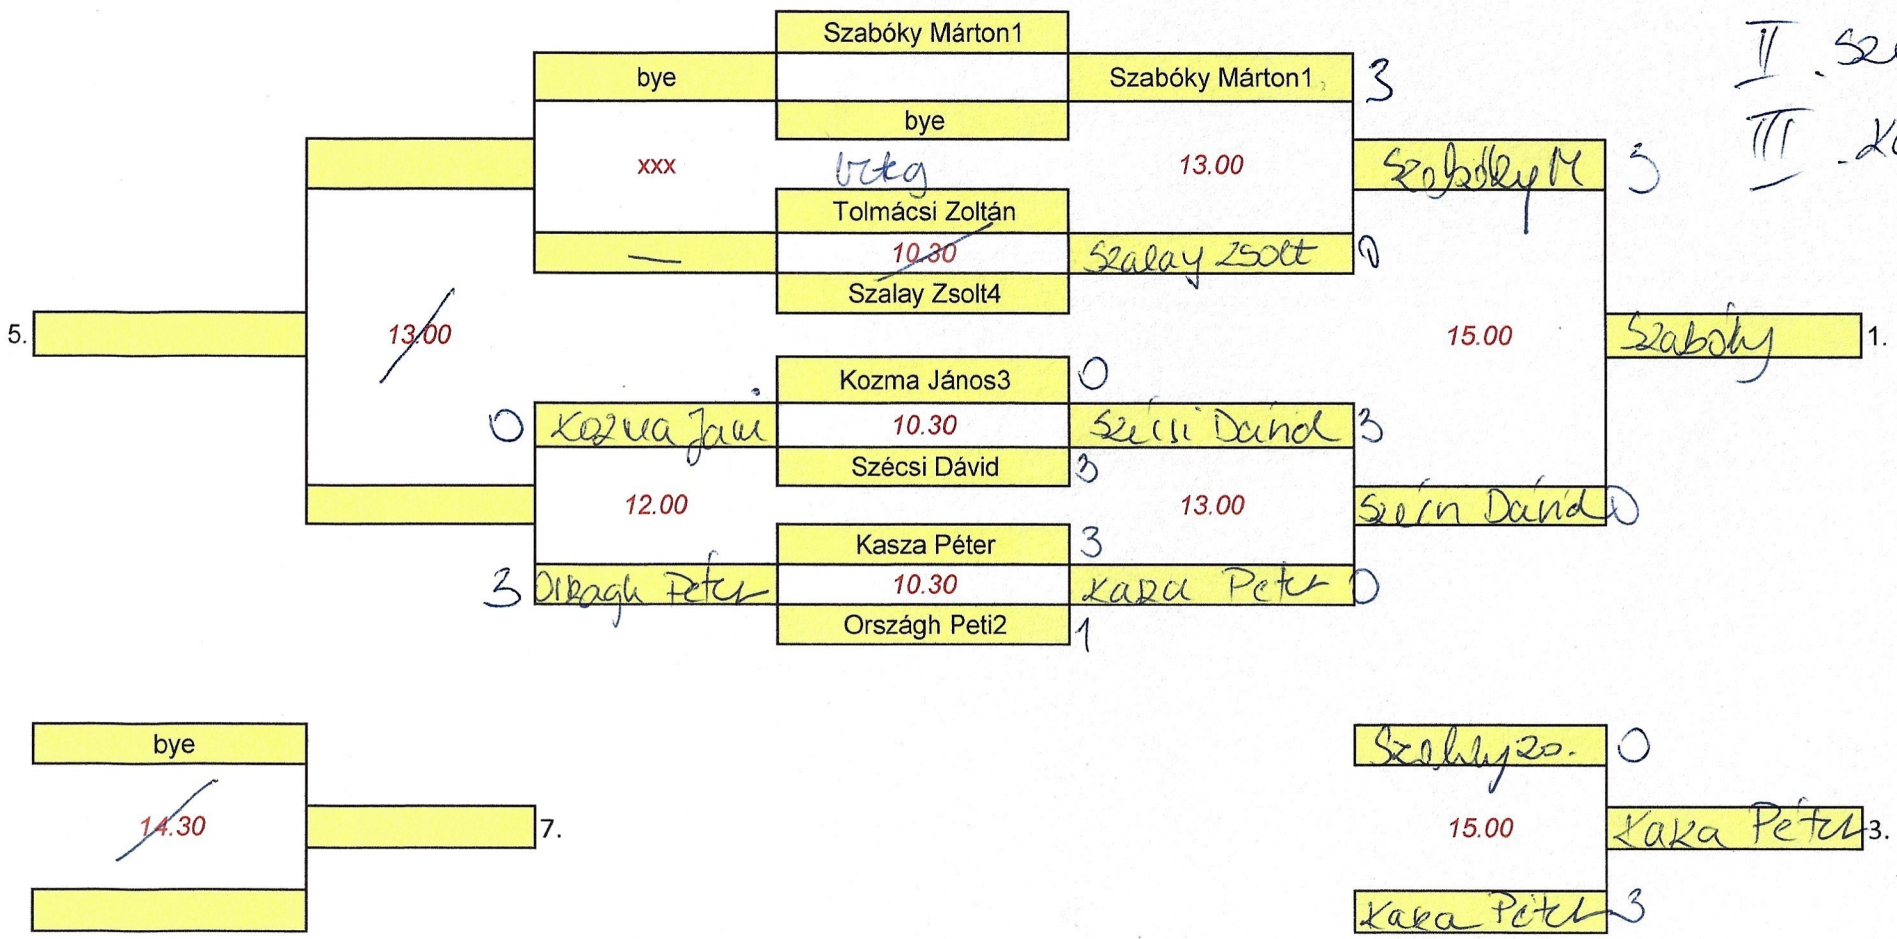 Szabóky Márton1
bye
Szabóky Márton1
3
II. Szé
bye
III. Ka
xxx
13.00
Szabóky M
3
Tolmácsi Zoltán
10.30
Szalay Zsolt
0
Szalay Zsolt4
5.
13.00
15.00
Szabóky
1.
Kozma János3
0
0
Kozma Jani
10.30
Szécsi Dávid
3
Szécsi Dávid
3
12.00
13.00
Szécsi Dávid
0
Kasza Péter
3
3
Országh Péter
10.30
Kasza Péter
0
Országh Peti2
1
bye
0
14.30
7.
15.00
Kasza Péter
3.
Kasza Péter
3